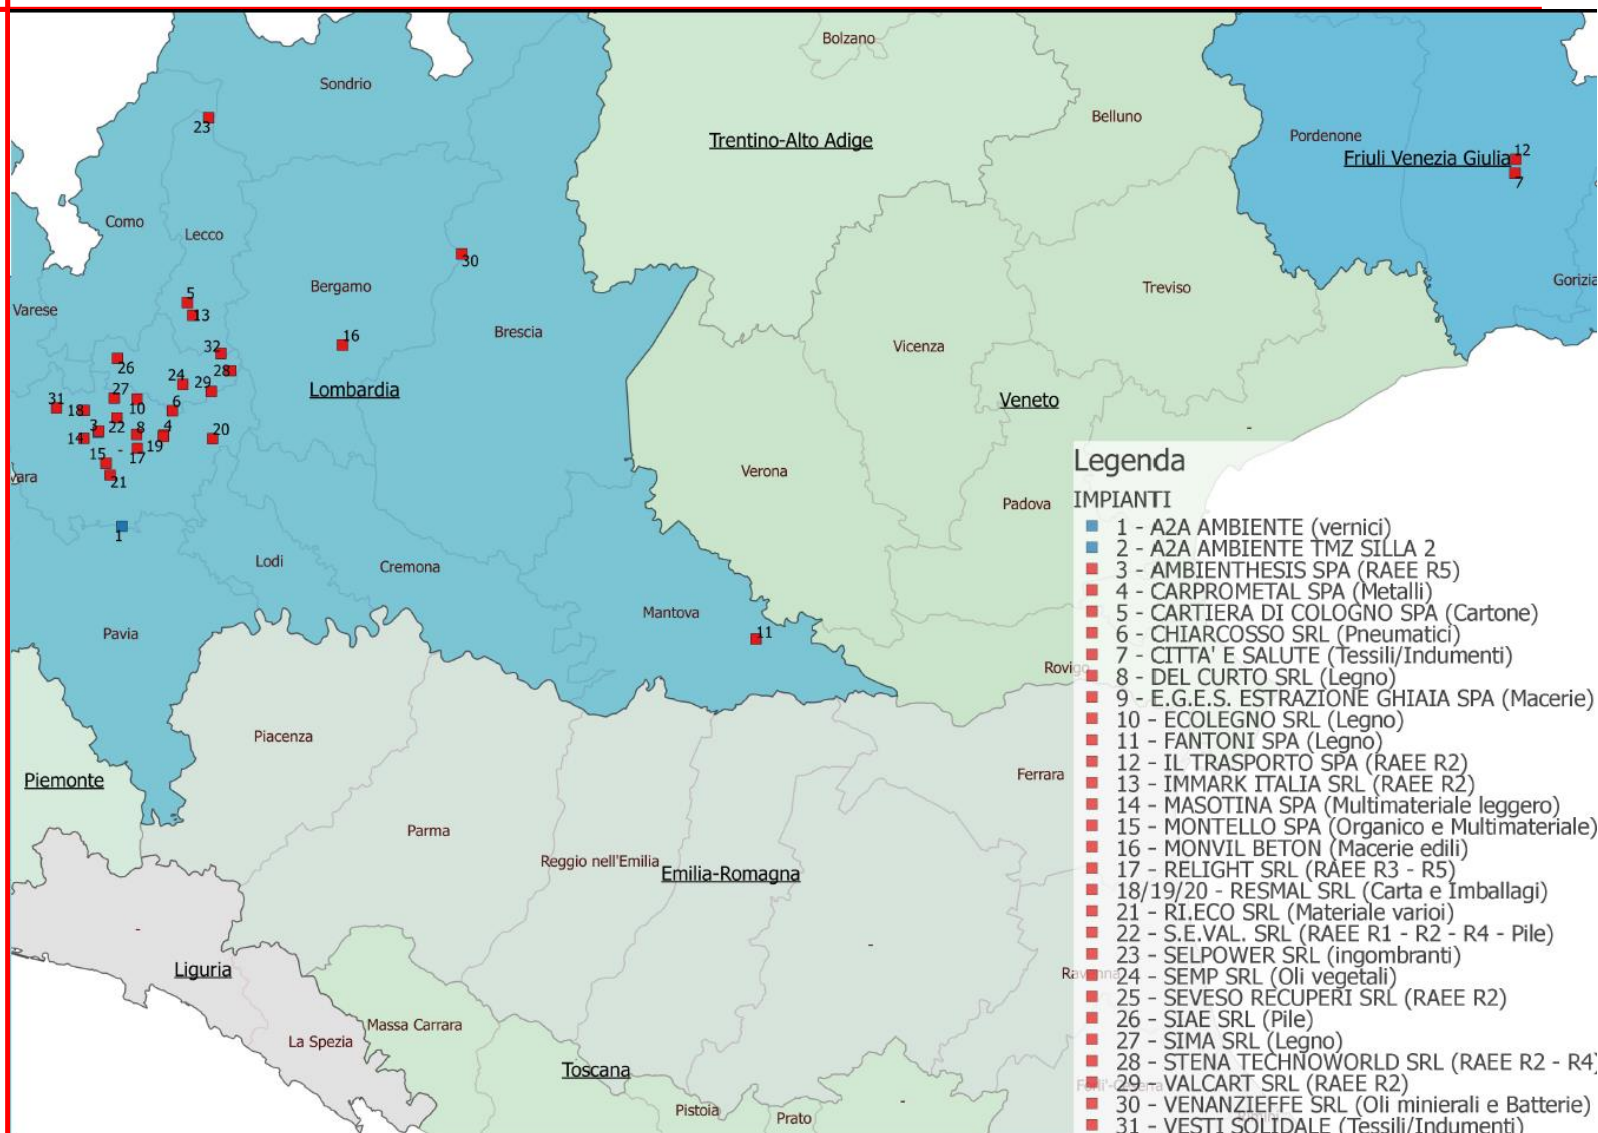 Bolzano
Sondrio
Belluno
23
Trentino-Alto Adige
Pordenone
Friuli Venezia Giulia
12
7
Como
Lecco
30
Bergamo
Treviso
Gorizia
5
Varese
13
Brescia
16
Vicenza
32
26
28
24
29
Lombardia
27
31
18
10
6
Veneto
3
22
8
4
20
14
19
-
15
17
-
Verona
21
Padova
1
Lodi
Cremona
Mantova
11
Pavia
Rovigo
Piacenza
Ferrara
Piemonte
Parma
Reggio nell'Emilia
Emilia-Romagna
-
-
Liguria
Ravenna
Massa Carrara
La Spezia
Toscana
Pistoia
Prato
-
Legenda
IMPIANTI
1 - A2A AMBIENTE (vernici)
2 - A2A AMBIENTE TMZ SILLA 2
3 - AMBIENTHESIS SPA (RAEE R5)
4 - CARPROMETAL SPA (Metalli)
5 - CARTIERA DI COLOGNO SPA (Cartone)
6 - CHIARCOSSO SRL (Pneumatici)
7 - CITTA' E SALUTE (Tessili/Indumenti)
8 - DEL CURTO SRL (Legno)
9 - E.G.E.S. ESTRAZIONE GHIAIA SPA (Macerie)
10 - ECOLEGNO SRL (Legno)
11 - FANTONI SPA (Legno)
12 - IL TRASPORTO SPA (RAEE R2)
13 - IMMARK ITALIA SRL (RAEE R2)
14 - MASOTINA SPA (Multimateriale leggero)
15 - MONTELLO SPA (Organico e Multimateriale)
16 - MONVIL BETON (Macerie edili)
17 - RELIGHT SRL (RAEE R3 - R5)
18/19/20 - RESMAL SRL (Carta e Imballagi)
21 - RI.ECO SRL (Materiale varioi)
22 - S.E.VAL. SRL (RAEE R1 - R2 - R4 - Pile)
23 - SELPOWER SRL (ingombranti)
24 - SEMP SRL (Oli vegetali)
25 - SEVESO RECUPERI SRL (RAEE R2)
26 - SIAE SRL (Pile)
27 - SIMA SRL (Legno)
28 - STENA TECHNOWORLD SRL (RAEE R2 - R4)
29 - VALCART SRL (RAEE R2)
30 - VENANZIEFFE SRL (Oli minierali e Batterie)
31 - VESTI SOLIDALE (Tessili/Indumenti)